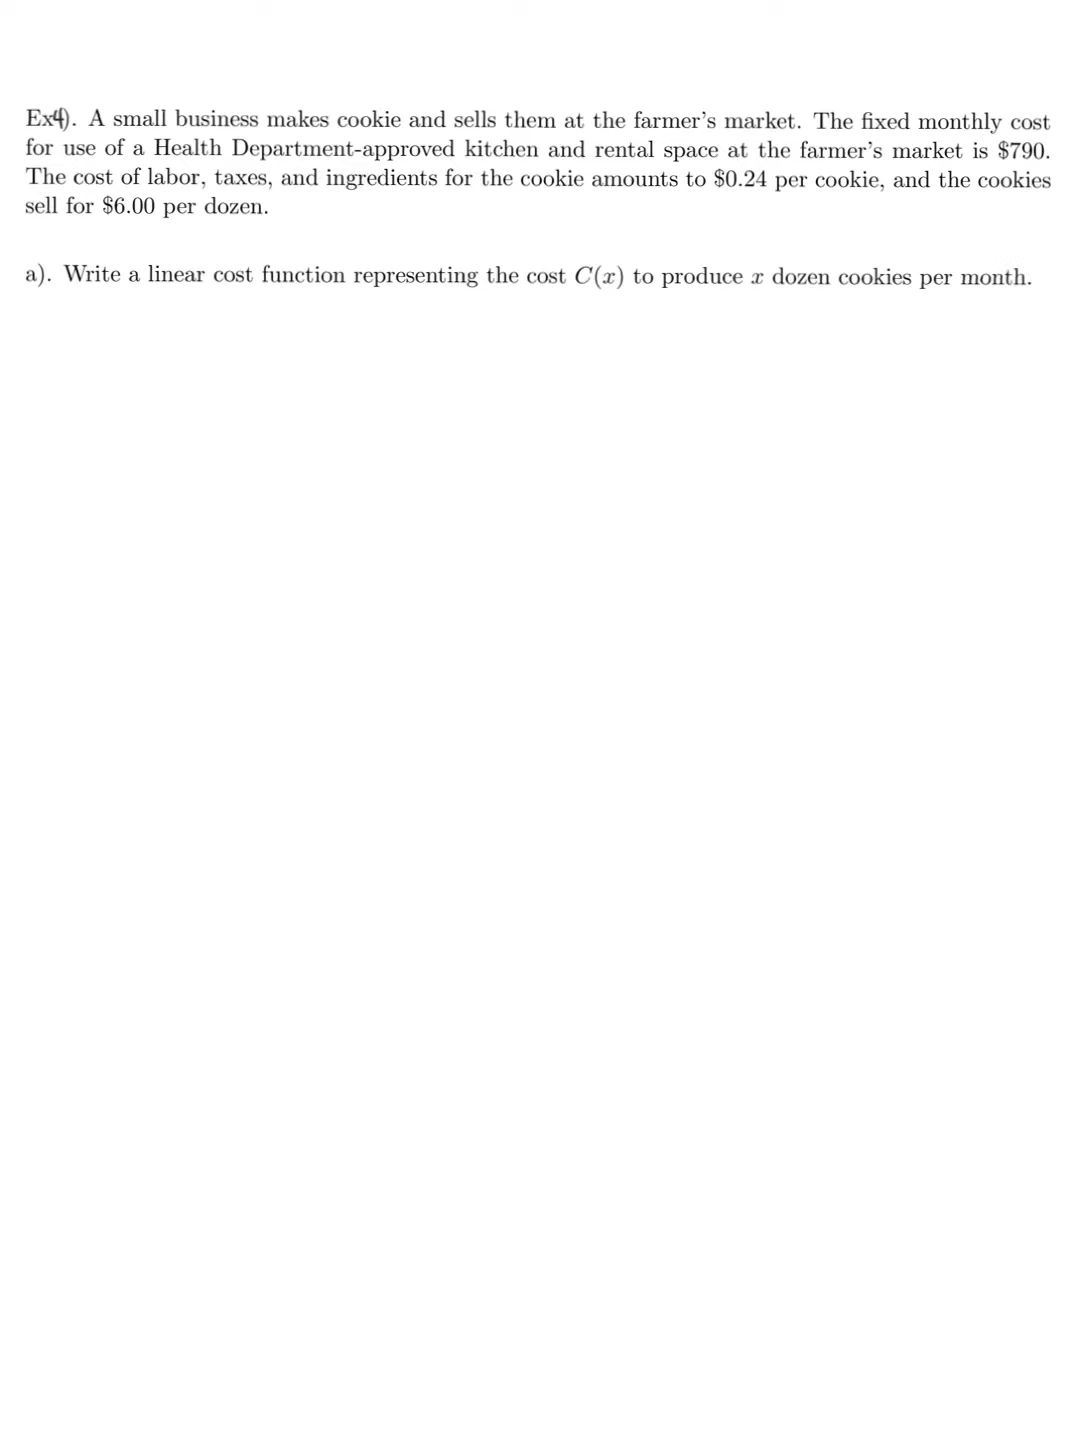 Ex4). A small business makes cookie and sells them at the farmer's market. The fixed monthly cost
for use of a Health Department-approved kitchen and rental space at the farmer's market is $790.
The cost of labor, taxes, and ingredients for the cookie amounts to $0.24 per cookie, and the cookies
sell for $6.00 per dozen.
a). Write a linear cost function representing the cost C(x) to produce x dozen cookies per month.